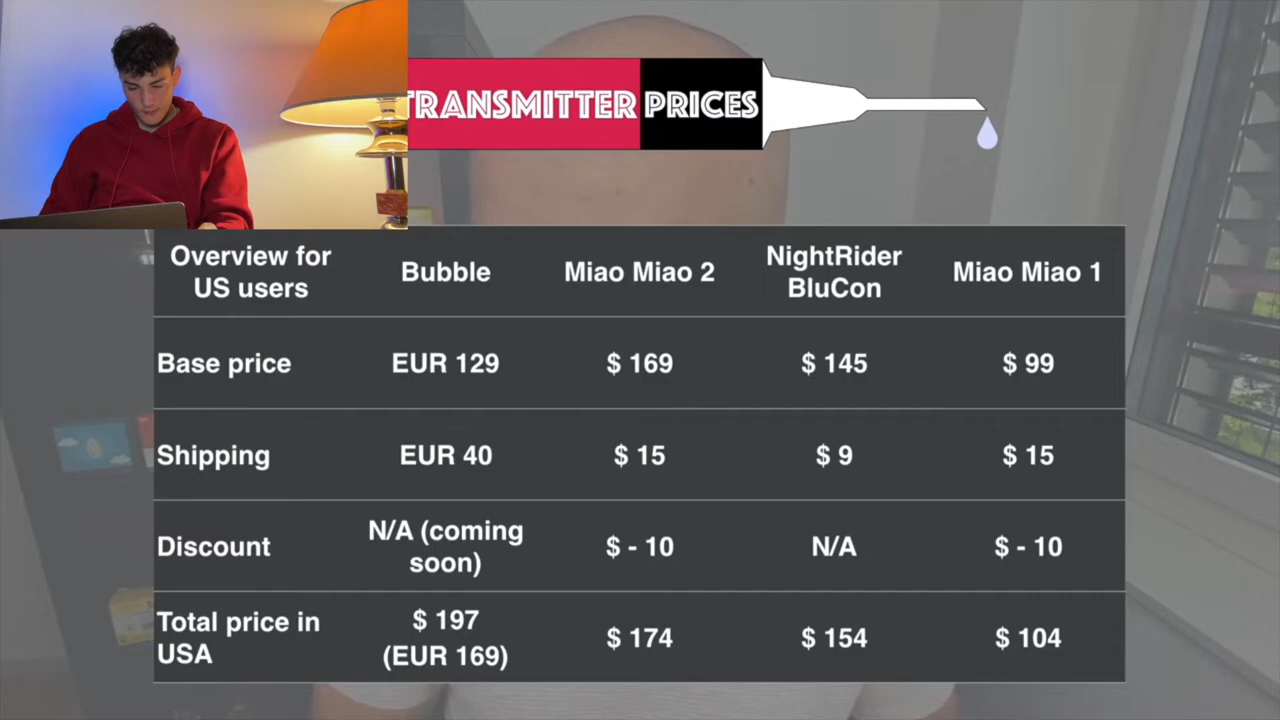 TRANSMITTER PRICES
Overview for
US users
Bubble
Miao Miao 2
NightRider
BluCon
Miao Miao 1
Base price
EUR 129
$ 169
$ 145
$ 99
Shipping
EUR 40
$ 15
$ 9
$ 15
Discount
N/A (coming
soon)
$ - 10
N/A
$ - 10
Total price in
USA
$ 197
(EUR 169)
$ 174
$ 154
$ 104